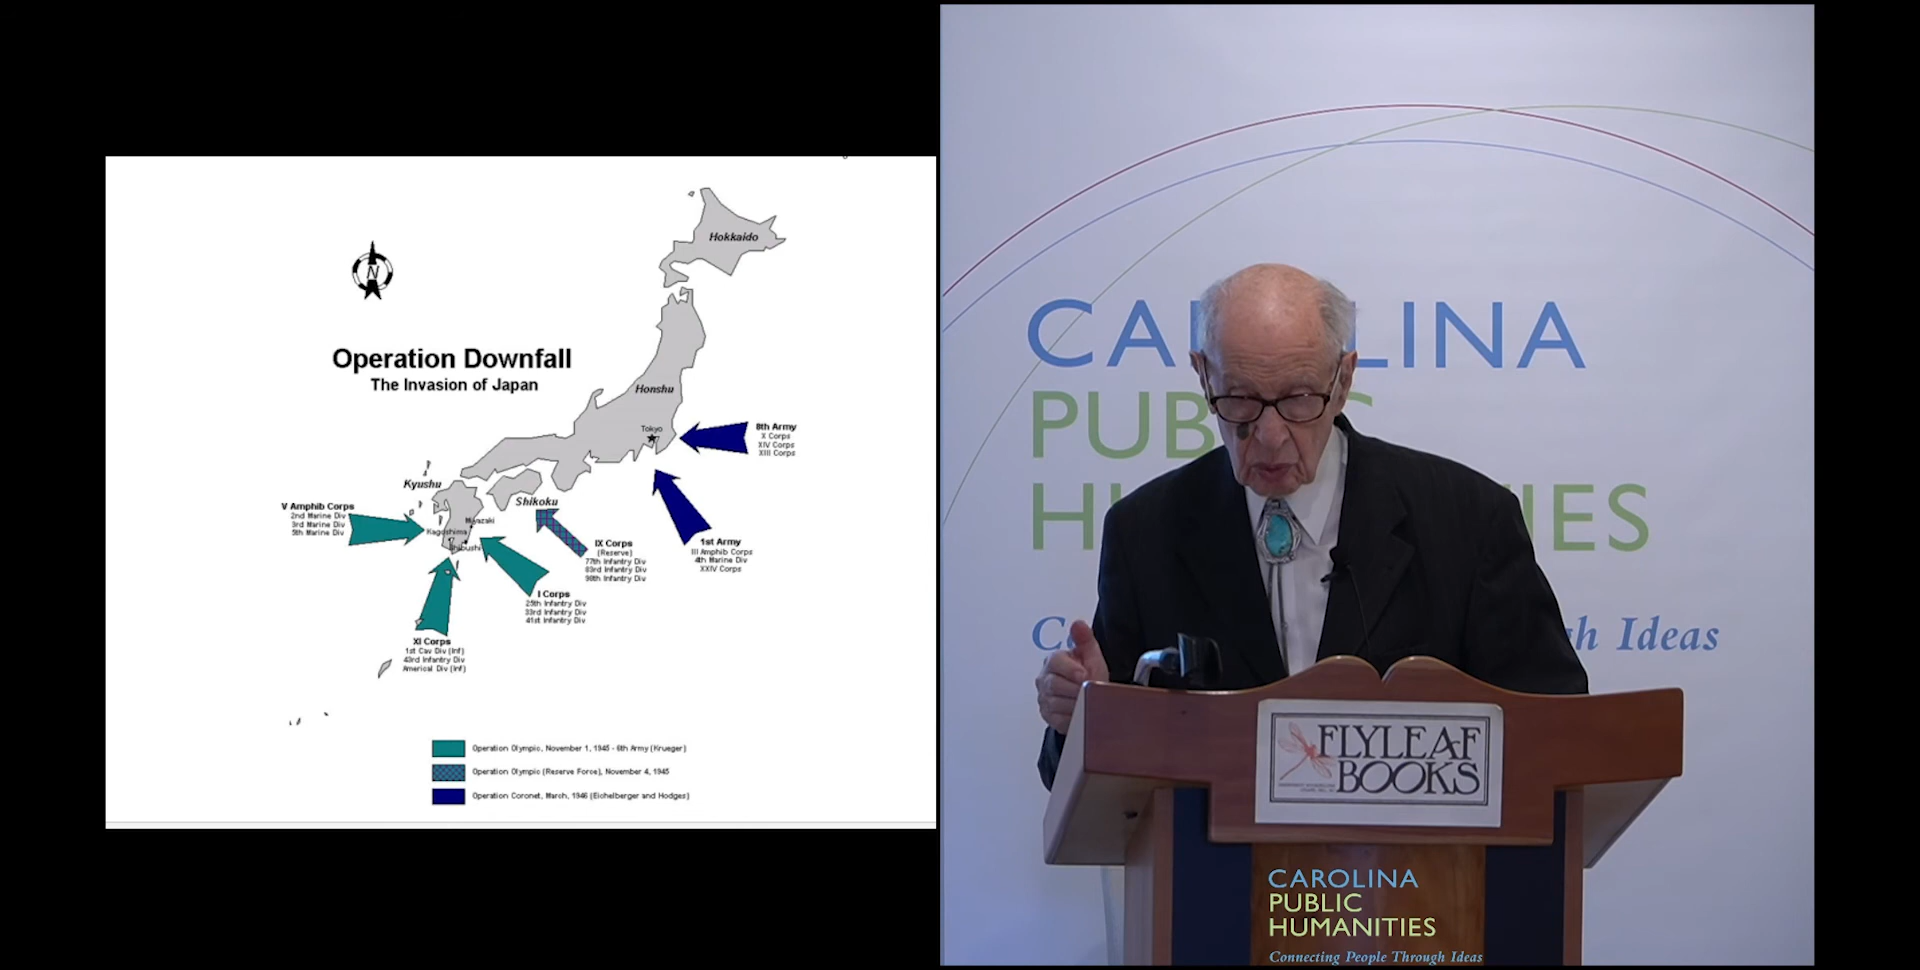 Hokkaido
N
Operation Downfall
The Invasion of Japan
Honshu
Tokyo
8th Army
X Corps
XIV Corps
XIII Corps
Kyushu
Shikoku
V Amphib Corps
2nd Marine Div
3rd Marine Div
5th Marine Div
Miyazaki
Kagoshima
Shibushi
IX Corps
(Reserve)
77th Infantry Div
1st Army
III Amphib Corps
4th Marine Div
XXIV Corps
98th Infantry Div
I Corps
25th Infantry Div
33rd Infantry Div
41st Infantry Div
XI Corps
1st Cav Div (Inf)
43rd Infantry Div
Americal Div (Inf)
Operation Olympic, November 1, 1945 - 6th Army (Krueger)
Operation Olympic (Reserve Force), November 4, 1945
Operation Coronet, March, 1946 (Eichelberger and Hodges)
CA LINA
PUB C
HU IES
C h Ideas
FLYLEAF
BOOKS
CAROLINA
PUBLIC
HUMANITIES
Connecting People Through Ideas